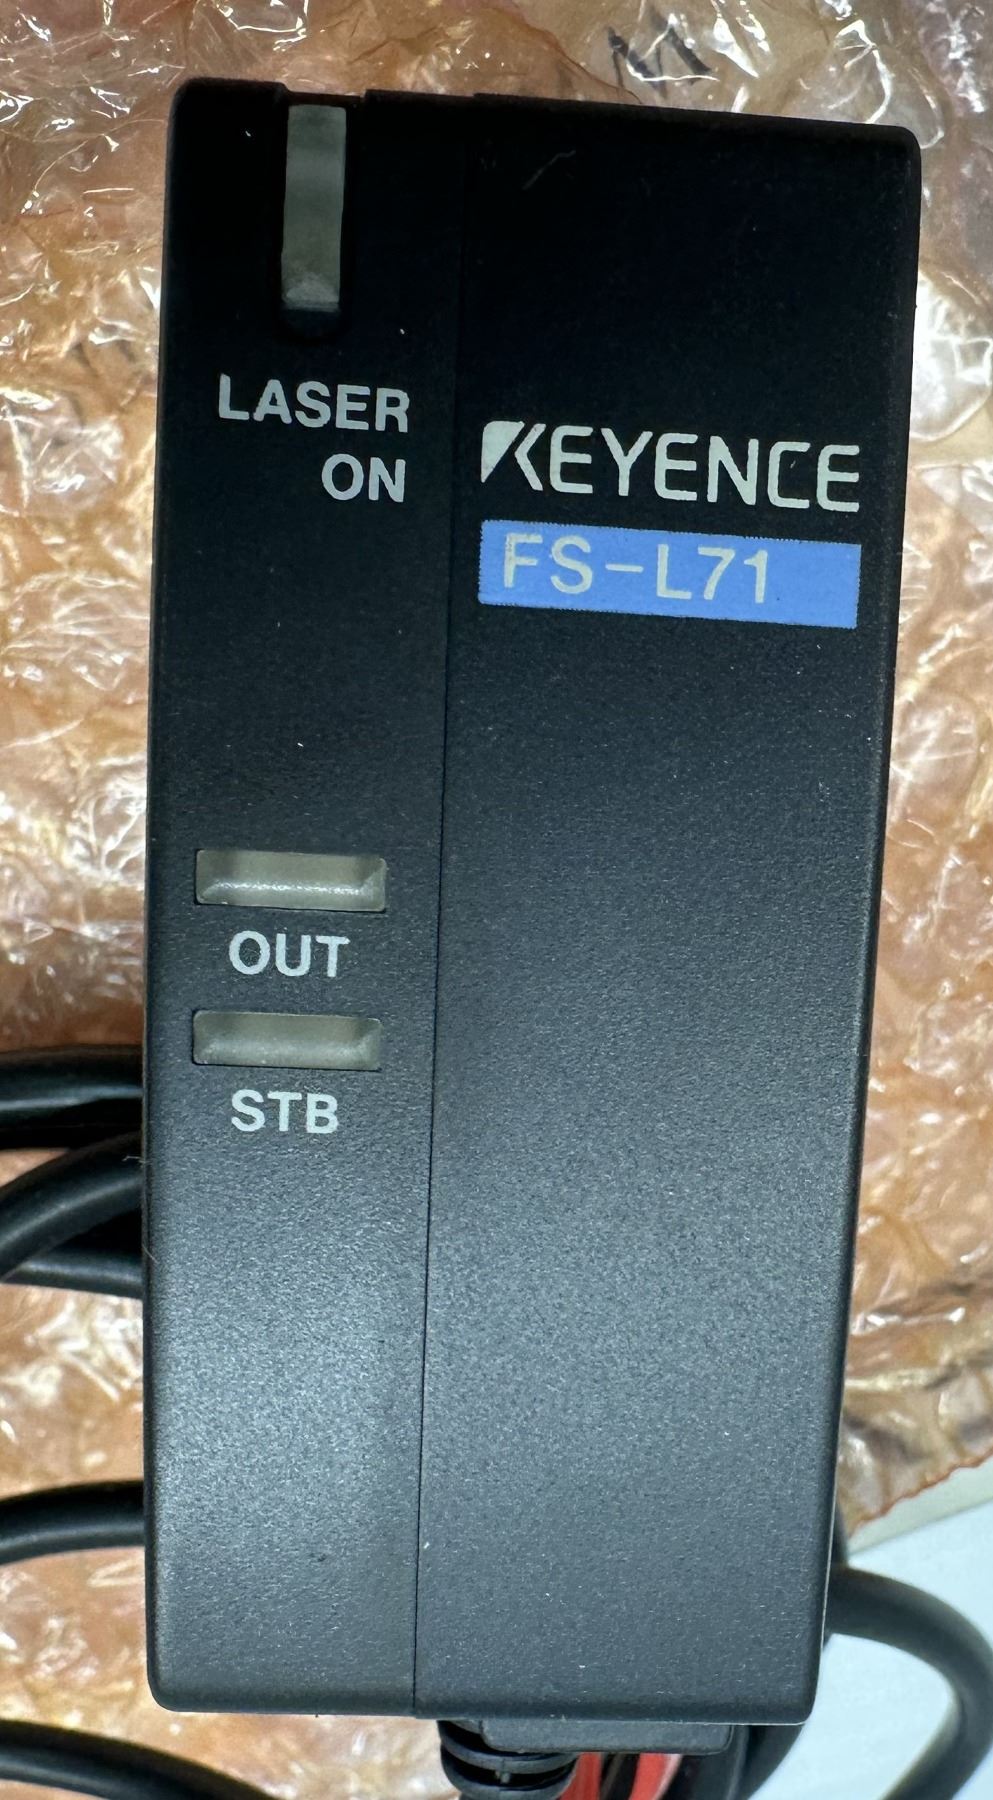 LASER
ON
KEYENCE
FS-L71
OUT
STB